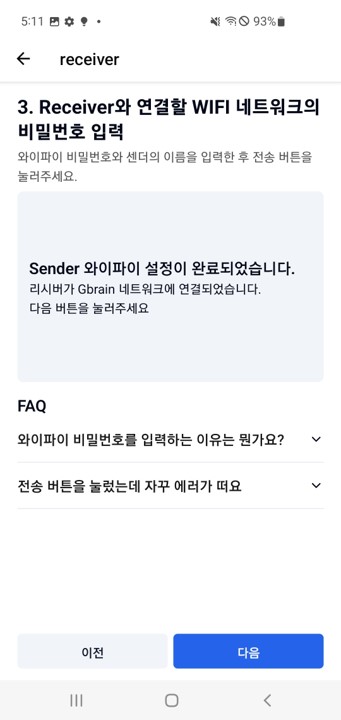 5:11
93%
receiver
3. Receiver와 연결할 WIFI 네트워크의
비밀번호 입력
와이파이 비밀번호와 센더의 이름을 입력한 후 전송 버튼을
눌러주세요.
Sender 와이파이 설정이 완료되었습니다.
리시버가 Gbrain 네트워크에 연결되었습니다.
다음 버튼을 눌러주세요
FAQ
와이파이 비밀번호를 입력하는 이유는 뭔가요?
전송 버튼을 눌렀는데 자꾸 에러가 떠요
이전
다음